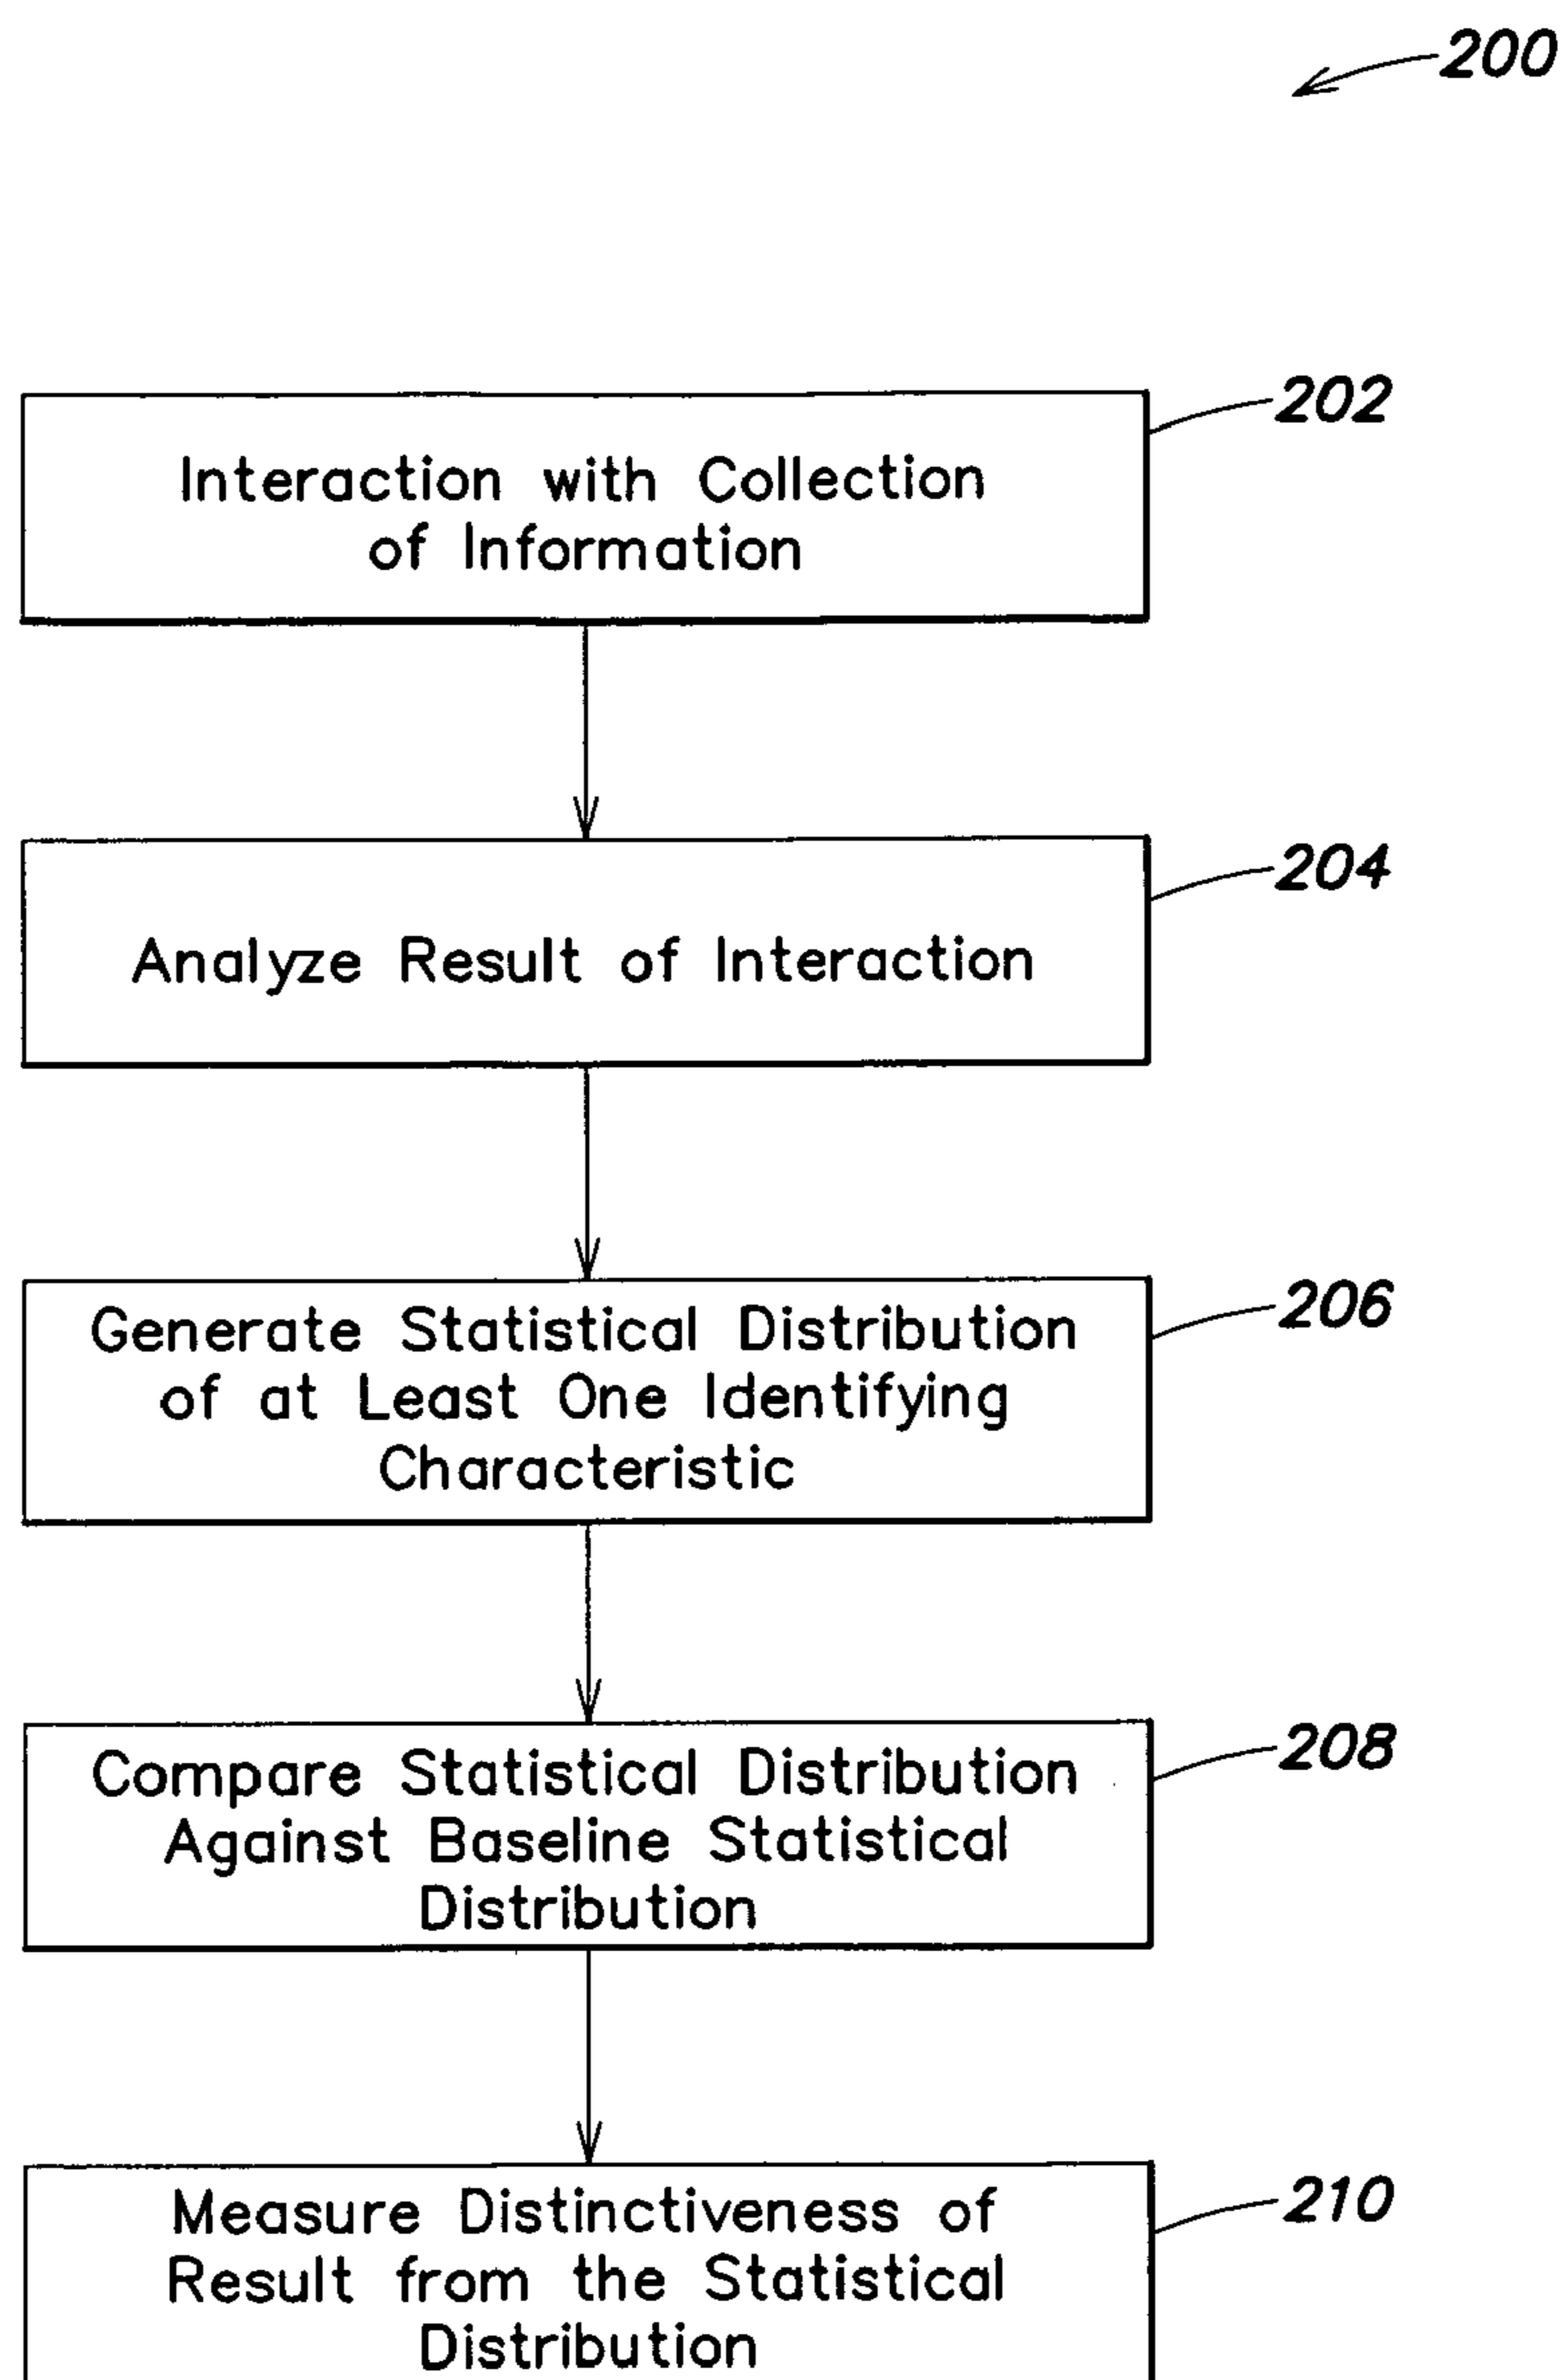 200
202
Interaction with Collection
of Information
204
Analyze Result of Interaction
206
Generate Statistical Distribution
of at Least One Identifying
Characteristic
208
Compare Statistical Distribution
Against Baseline Statistical
Distribution
210
Measure Distinctiveness of
Result from the Statistical
Distribution